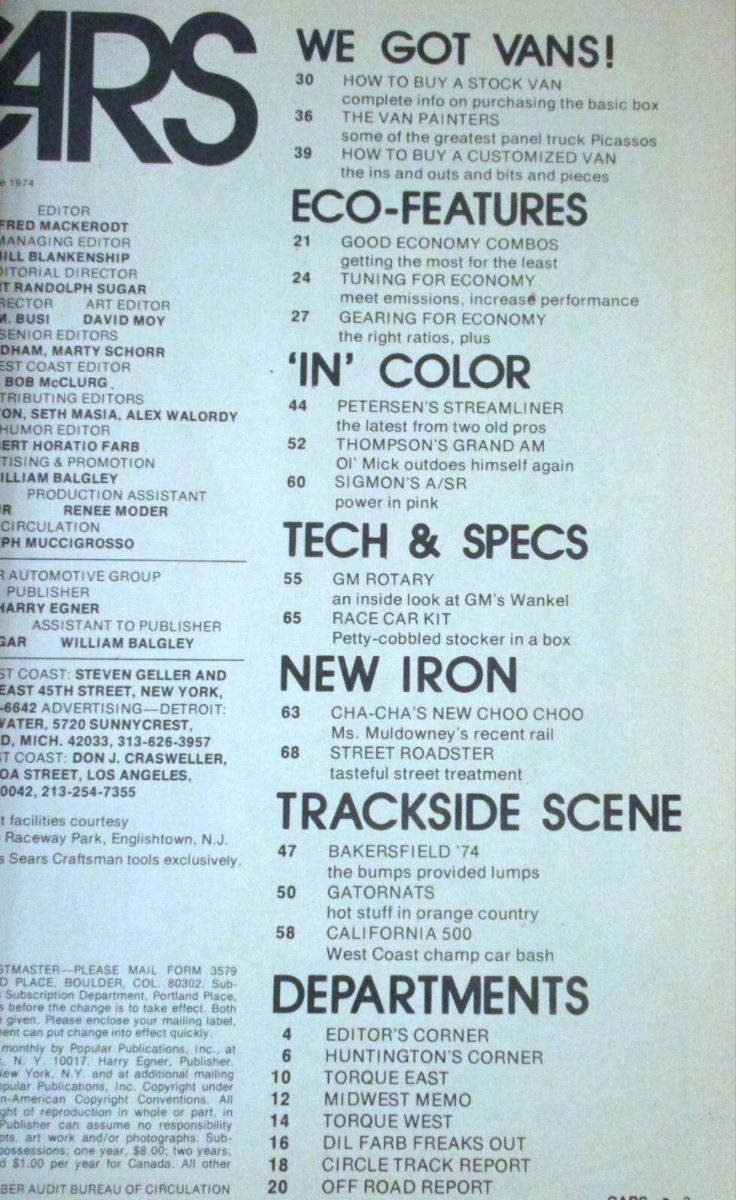 ARS
1974
EDITOR
FRED MACKERODT
MANAGING EDITOR
BILL BLANKENSHIP
EDITORIAL DIRECTOR
RT RANDOLPH SUGAR
RECTOR ART EDITOR
M. BUSI DAVID MOY
SENIOR EDITORS
DHAM, MARTY SCHORR
EST COAST EDITOR
BOB McCLURG
TRIBUTING EDITORS
ON, SETH MASIA, ALEX WALORDY
HUMOR EDITOR
ERT HORATIO FARB
TISING & PROMOTION
WILLIAM BALGLEY
PRODUCTION ASSISTANT
R RENEE MODER
CIRCULATION
PH MUCCIGROSSO
R AUTOMOTIVE GROUP
PUBLISHER
HARRY EGNER
ASSISTANT TO PUBLISHER
GAR WILLIAM BALGLEY
ST COAST: STEVEN GELLER AND
EAST 45TH STREET, NEW YORK,
-6642 ADVERTISING—DETROIT:
WATER, 5720 SUNNYCREST,
D, MICH. 42033, 313-626-3957
ST COAST: DON J. CRASWELLER,
OA STREET, LOS ANGELES,
0042, 213-254-7355
t facilities courtesy
Raceway Park, Englishtown, N.J.
s Sears Craftsman tools exclusively.
STMASTER—PLEASE MAIL FORM 3579
D PLACE, BOULDER, COL. 80302. Sub-
Subscription Department, Portland Place,
s before the change is to take effect. Both
given. Please enclose your mailing label,
ent can put change into effect quickly.
monthly by Popular Publications, Inc., at
, N. Y. 10017. Harry Egner, Publisher.
New York, N.Y. and at additional mailing
opular Publications, Inc. Copyright under
n-American Copyright Conventions. All
ght of reproduction in whole or part, in
Publisher can assume no responsibility
pts, art work and/or photographs. Sub-
possessions; one year, $8.00; two years,
d $1.00 per year for Canada. All other
BER AUDIT BUREAU OF CIRCULATION
WE GOT VANS!
30 HOW TO BUY A STOCK VAN
complete info on purchasing the basic box
36 THE VAN PAINTERS
some of the greatest panel truck Picassos
39 HOW TO BUY A CUSTOMIZED VAN
the ins and outs and bits and pieces
ECO-FEATURES
21 GOOD ECONOMY COMBOS
getting the most for the least
24 TUNING FOR ECONOMY
meet emissions, increase performance
27 GEARING FOR ECONOMY
the right ratios, plus
'IN' COLOR
44 PETERSEN'S STREAMLINER
the latest from two old pros
52 THOMPSON'S GRAND AM
Ol' Mick outdoes himself again
60 SIGMON'S A/SR
power in pink
TECH & SPECS
55 GM ROTARY
an inside look at GM's Wankel
65 RACE CAR KIT
Petty-cobbled stocker in a box
NEW IRON
63 CHA-CHA'S NEW CHOO CHOO
Ms. Muldowney's recent rail
68 STREET ROADSTER
tasteful street treatment
TRACKSIDE SCENE
47 BAKERSFIELD '74
the bumps provided lumps
50 GATORNATS
hot stuff in orange country
58 CALIFORNIA 500
West Coast champ car bash
DEPARTMENTS
4 EDITOR'S CORNER
6 HUNTINGTON'S CORNER
10 TORQUE EAST
12 MIDWEST MEMO
14 TORQUE WEST
16 DIL FARB FREAKS OUT
18 CIRCLE TRACK REPORT
20 OFF ROAD REPORT